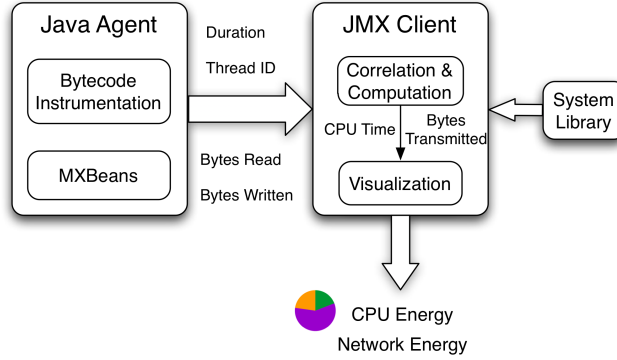 Java Agent
Bytecode
Instrumentation
MXBeans
Duration
Thread ID
Bytes Read
Bytes Written
JMX Client
Correlation &
Computation
CPU Time
Bytes
Transmitted
Visualization
System
Library
CPU Energy
Network Energy